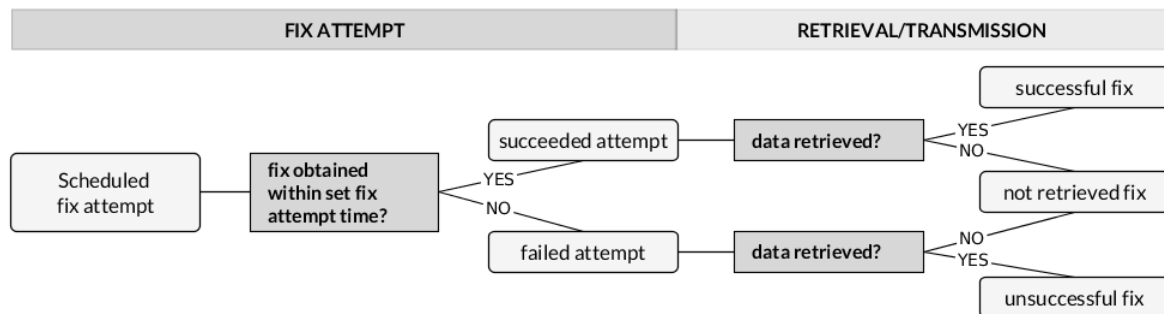 FIX ATTEMPT
RETRIEVAL/TRANSMISSION
Scheduled
fix attempt
fix obtained
within set fix
attempt time?
YES
NO
succeeded attempt
failed attempt
data retrieved?
YES
NO
data retrieved?
NO
YES
successful fix
not retrieved fix
unsuccessful fix